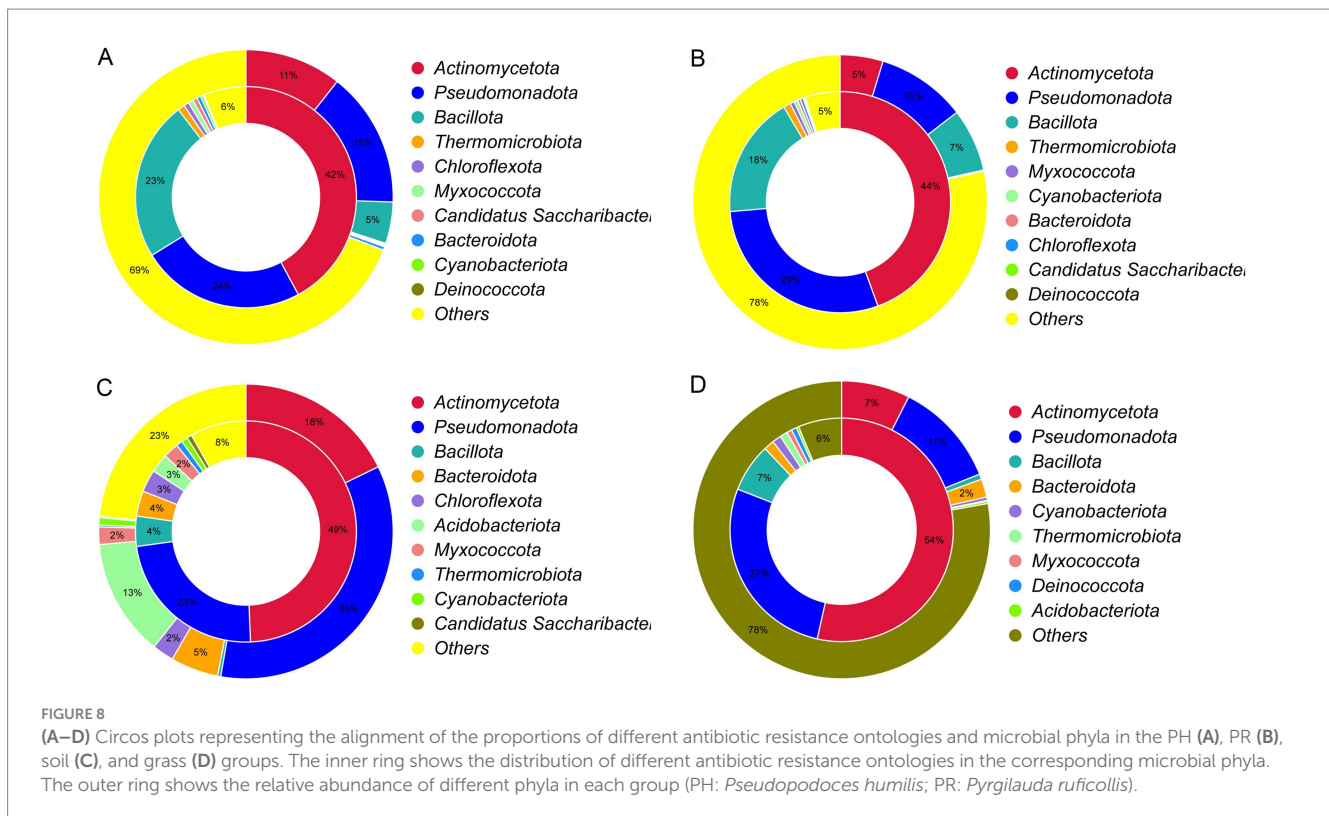 A
11%
15%
5%
69%
6%
42%
24%
23%
Actinomycetota
Pseudomonadota
Bacillota
Thermomicrobiota
Chloroflexota
Myxococcota
Candidatus Saccharibacter
Bacteroidota
Cyanobacteriota
Deinococcota
Others
B
5%
10%
7%
78%
5%
44%
29%
18%
Actinomycetota
Pseudomonadota
Bacillota
Thermomicrobiota
Myxococcota
Cyanobacteriota
Bacteroidota
Chloroflexota
Candidatus Saccharibacter
Deinococcota
Others
C
18%
35%
5%
2%
13%
2%
23%
8%
49%
23%
4%
4%
3%
3%
2%
Actinomycetota
Pseudomonadota
Bacillota
Bacteroidota
Chloroflexota
Acidobacteriota
Myxococcota
Thermomicrobiota
Cyanobacteriota
Candidatus Saccharibacter
Others
D
7%
11%
2%
78%
6%
54%
27%
7%
Actinomycetota
Pseudomonadota
Bacillota
Bacteroidota
Cyanobacteriota
Thermomicrobiota
Myxococcota
Deinococcota
Acidobacteriota
Others
FIGURE 8
(A–D) Circos plots representing the alignment of the proportions of different antibiotic resistance ontologies and microbial phyla in the PH (A), PR (B),
soil (C), and grass (D) groups. The inner ring shows the distribution of different antibiotic resistance ontologies in the corresponding microbial phyla.
The outer ring shows the relative abundance of different phyla in each group (PH: Pseudopodoces humilis; PR: Pyrgilauda ruficollis).